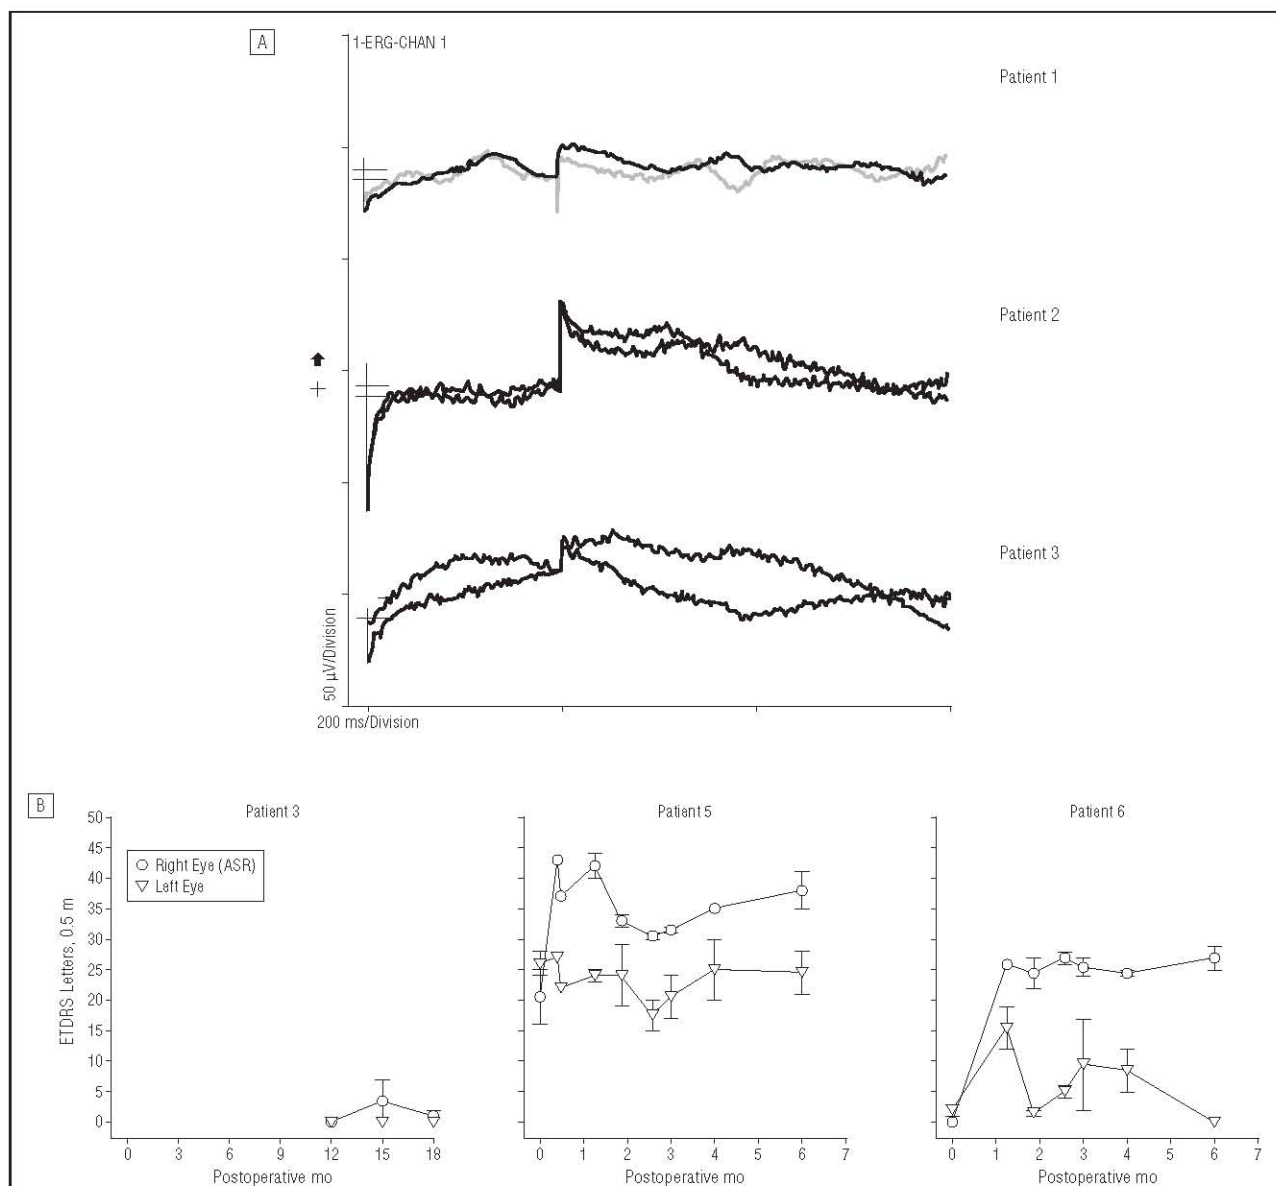 A
1-ERG-CHAN 1
Patient 1
Patient 2
Patient 3
50 µV/Division
200 ms/Division
B
Patient 3
Patient 5
Patient 6
ETDRS Letters, 0.5 m
50
45
40
35
30
25
20
15
10
5
0
Right Eye (ASR)
Left Eye
0 3 6 9 12 15 18
0 1 2 3 4 5 6 7
0 1 2 3 4 5 6 7
Postoperative mo
Postoperative mo
Postoperative mo